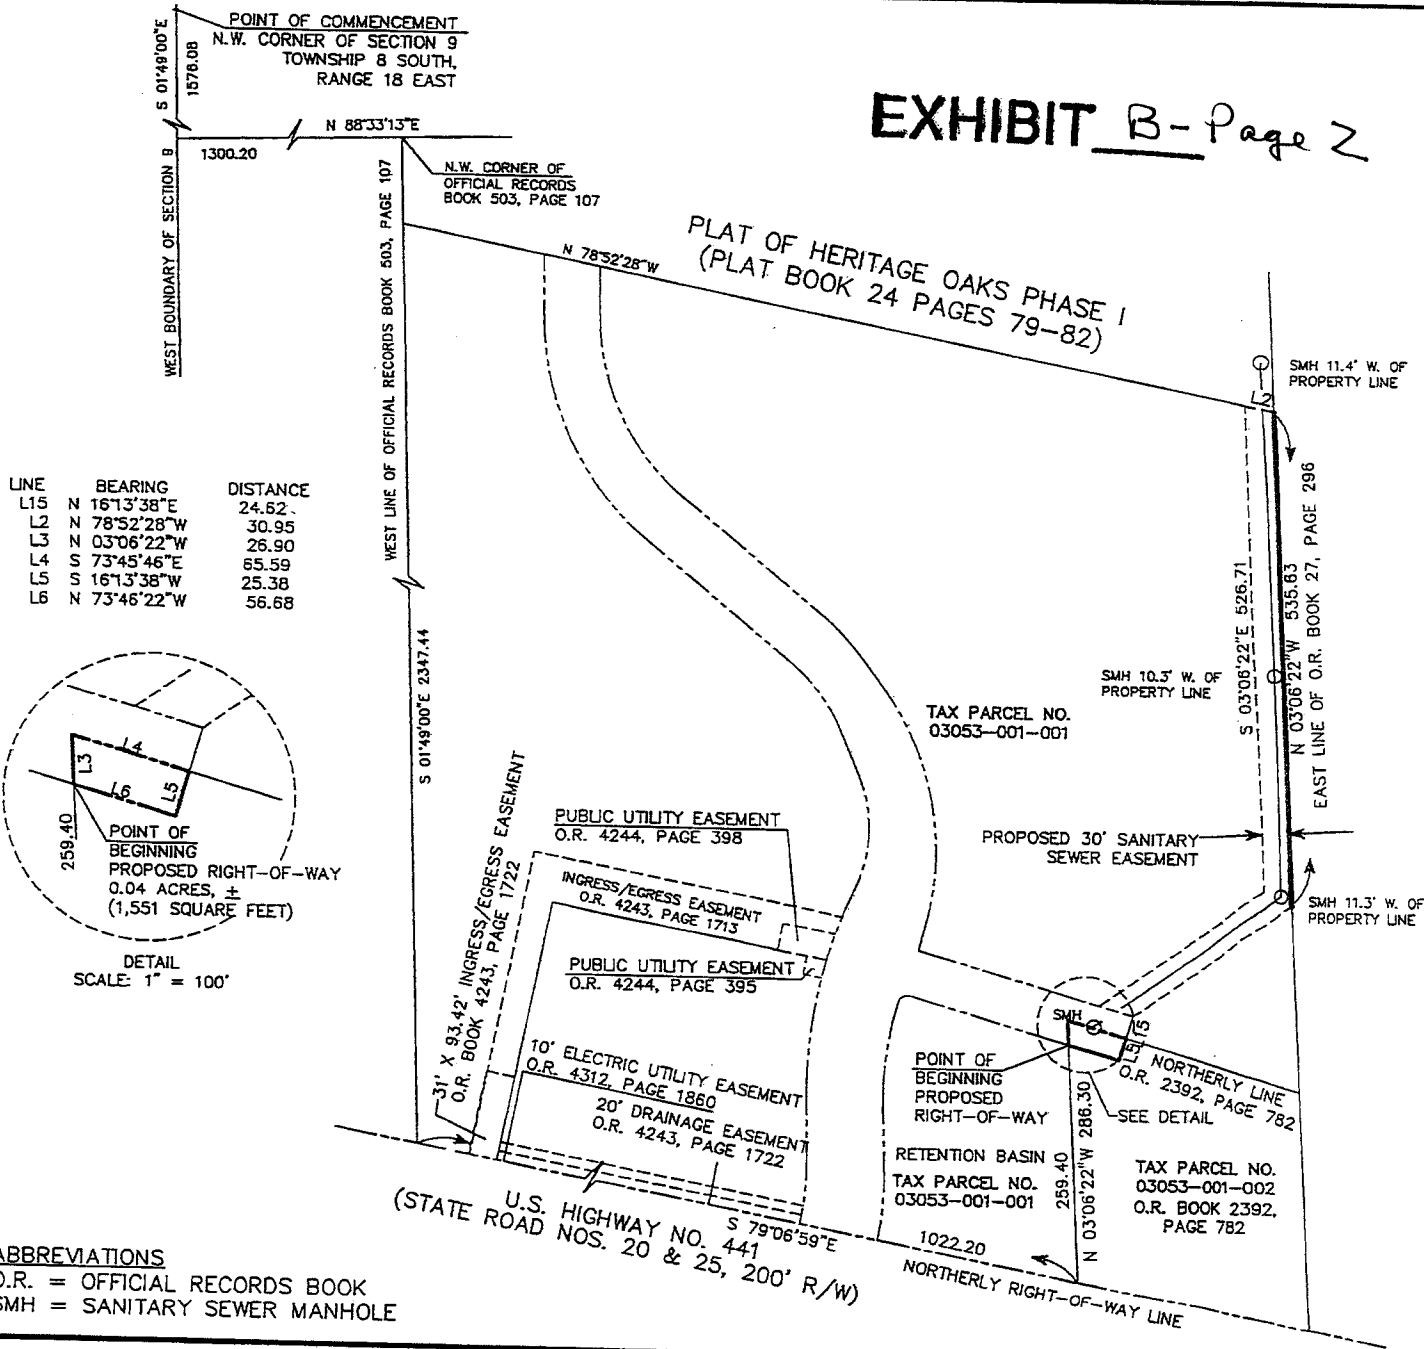 POINT OF COMMENCEMENT
N.W. CORNER OF SECTION 9
TOWNSHIP 8 SOUTH,
RANGE 18 EAST
S 01°49'00"E
1576.08
EXHIBIT B-Page 2
N 88°33'13"E
1300.20
WEST BOUNDARY OF SECTION 9
N.W. CORNER OF
OFFICIAL RECORDS
BOOK 503, PAGE 107
WEST LINE OF OFFICIAL RECORDS BOOK 503, PAGE 107
S 01°49'00"E 2347.44
N 78°52'28"W
PLAT OF HERITAGE OAKS PHASE I
(PLAT BOOK 24 PAGES 79-82)
SMH 11.4' W. OF
PROPERTY LINE
L2
LINE BEARING DISTANCE
L15 N 16°13'38"E 24.62
L2 N 78°52'28"W 30.95
L3 N 03°06'22"W 26.90
L4 S 73°45'46"E 65.59
L5 S 16°13'38"W 25.38
L6 N 73°46'22"W 56.68
S 03°06'22"E 526.71
N 03°06'22"W 535.63
EAST LINE OF O.R. BOOK 27, PAGE 296
SMH 10.3' W. OF
PROPERTY LINE
TAX PARCEL NO.
03053-001-001
L4
L3
L6
L5
259.40
POINT OF
BEGINNING
PROPOSED RIGHT-OF-WAY
0.04 ACRES, ±
(1,551 SQUARE FEET)
DETAIL
SCALE: 1" = 100'
PUBLIC UTILITY EASEMENT
O.R. 4244, PAGE 398
PROPOSED 30' SANITARY
SEWER EASEMENT
INGRESS/EGRESS EASEMENT
O.R. 4243, PAGE 1713
SMH 11.3' W. OF
PROPERTY LINE
31' X 93.42' INGRESS/EGRESS EASEMENT
O.R. BOOK 4243, PAGE 1722
PUBLIC UTILITY EASEMENT
O.R. 4244, PAGE 395
SMH
L5
L15
10' ELECTRIC UTILITY EASEMENT
O.R. 4312, PAGE 1860
20' DRAINAGE EASEMENT
O.R. 4243, PAGE 1722
POINT OF
BEGINNING
PROPOSED
RIGHT-OF-WAY
NORTHERLY LINE
O.R. 2392, PAGE 782
SEE DETAIL
RETENTION BASIN
TAX PARCEL NO.
03053-001-001
259.40
N 03°06'22"W 286.30
TAX PARCEL NO.
03053-001-002
O.R. BOOK 2392,
PAGE 782
U.S. HIGHWAY NO. 441
(STATE ROAD NOS. 20 & 25, 200' R/W)
S 79°06'59"E
1022.20
NORTHERLY RIGHT-OF-WAY LINE
ABBREVIATIONS
O.R. = OFFICIAL RECORDS BOOK
SMH = SANITARY SEWER MANHOLE